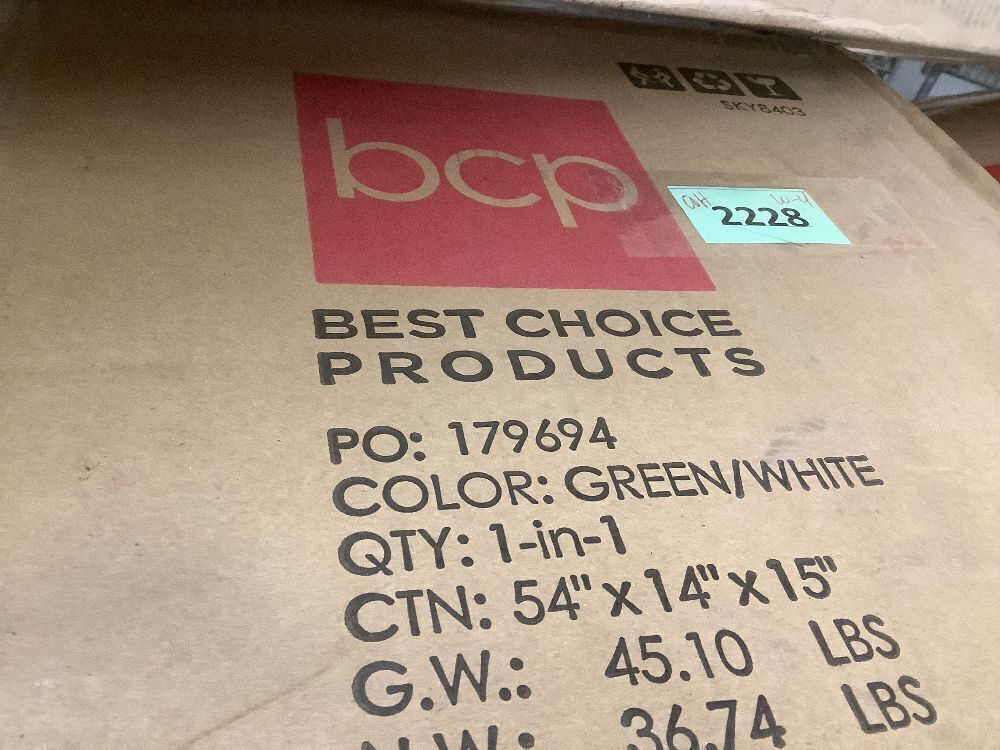 SKY8403
bcp
W-4
2228
BEST CHOICE
PRODUCTS
PO: 179694
COLOR: GREEN/WHITE
QTY: 1-in-1
CTN: 54" x 14" x 15"
G.W.: 45.10 LBS
N.W.: 36.74 LBS